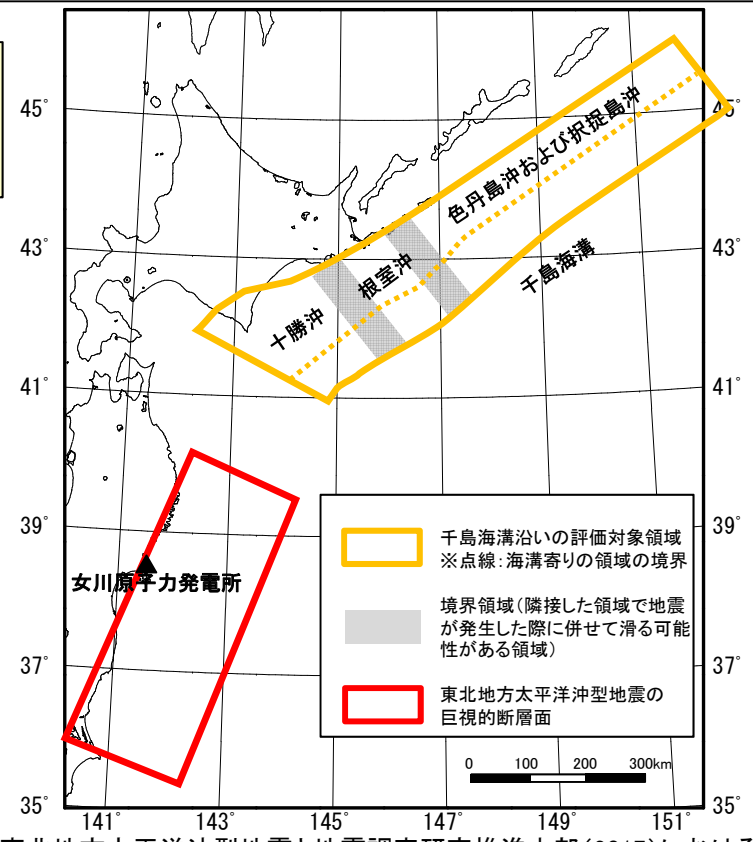 45°
43°
41°
39°
37°
35°
45°
43°
41°
39°
37°
35°
141°
143°
145°
147°
149°
151°
色丹島沖および択捉島沖
根室沖
十勝沖
千島海溝
女川原子力発電所
千島海溝沿いの評価対象領域
※点線:海溝寄りの領域の境界
境界領域(隣接した領域で地震
が発生した際に併せて滑る可能
性がある領域)
東北地方太平洋沖型地震の
巨視的断層面
0 100 200 300km